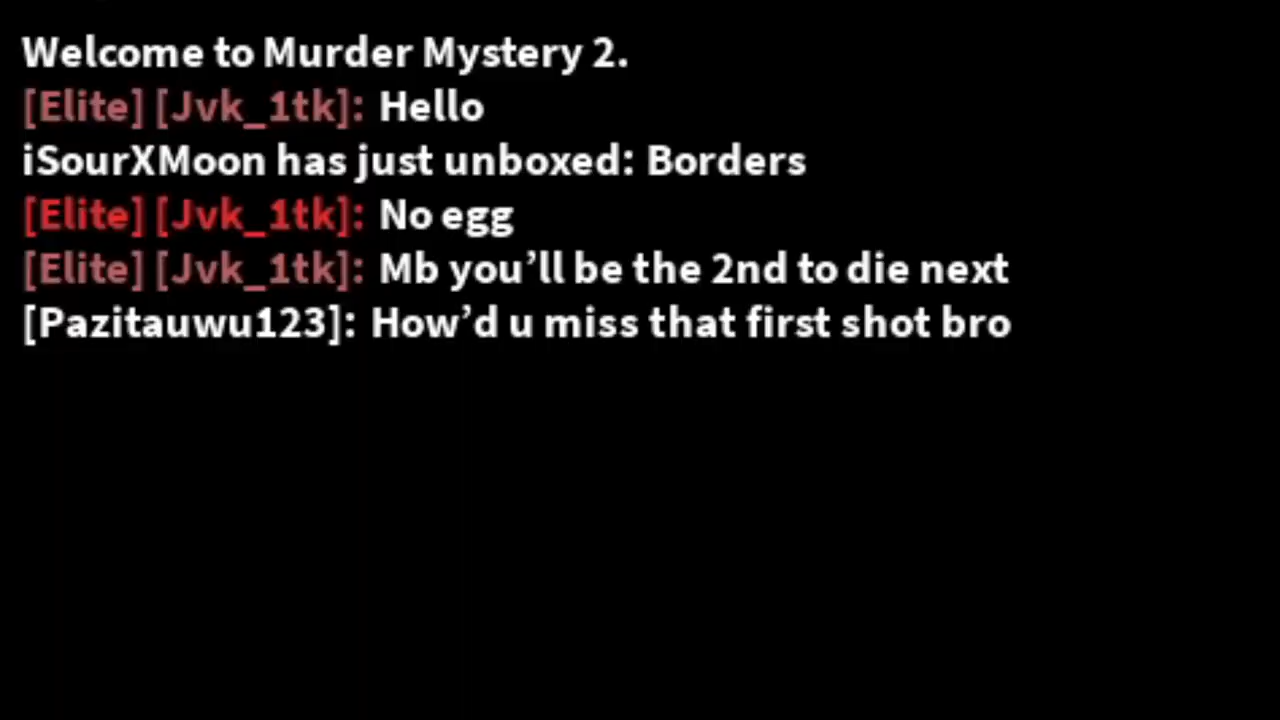 Welcome to Murder Mystery 2.
[Elite] [Jvk_1tk]: Hello
iSourXMoon has just unboxed: Borders
[Elite] [Jvk_1tk]: No egg
[Elite] [Jvk_1tk]: Mb you’ll be the 2nd to die next
[Pazitauwu123]: How’d u miss that first shot bro